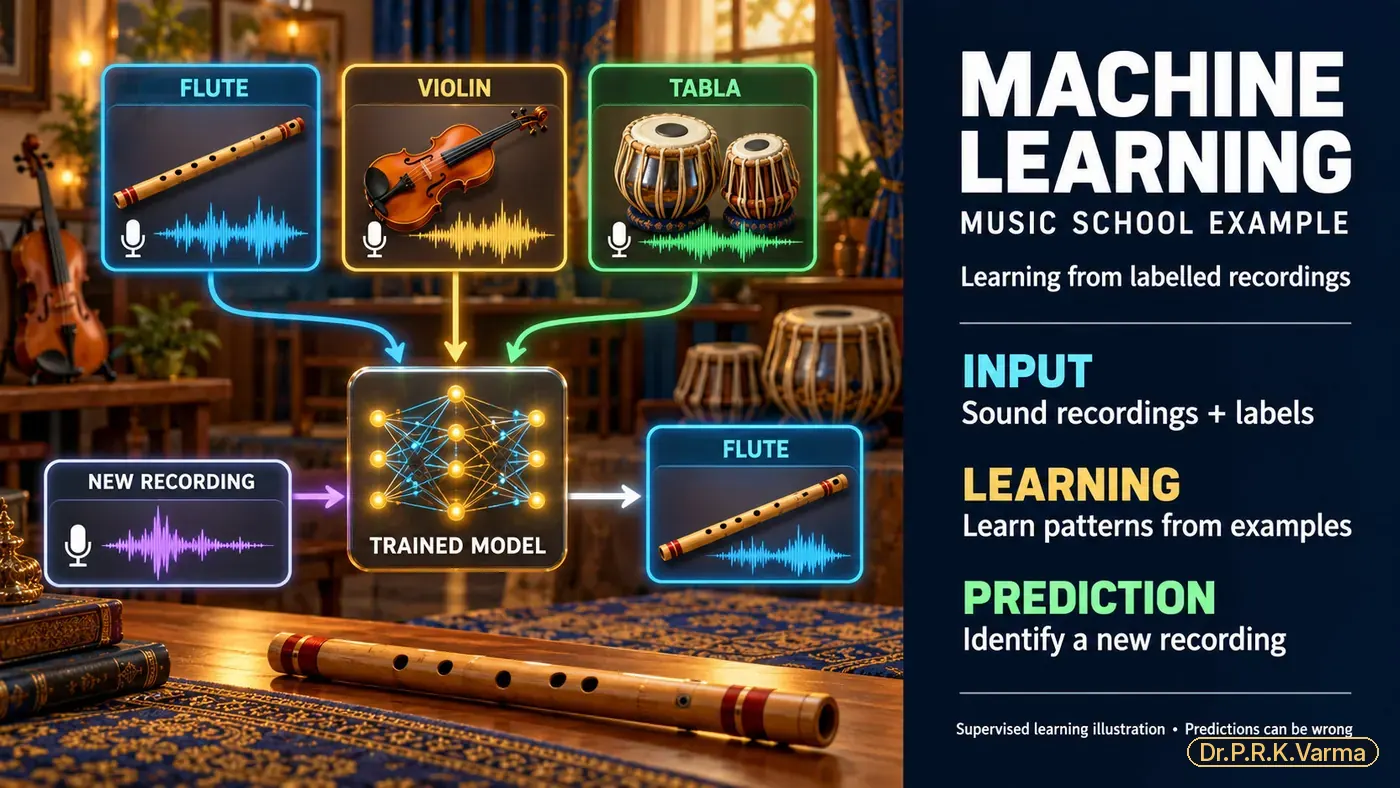 FLUTE
VIOLIN
TABLA
NEW RECORDING
TRAINED MODEL
FLUTE
MACHINE
LEARNING
MUSIC SCHOOL EXAMPLE
Learning from labelled recordings
INPUT
Sound recordings + labels
LEARNING
Learn patterns from examples
PREDICTION
Identify a new recording
Supervised learning illustration • Predictions can be wrong
Dr.P.R.K.Varma